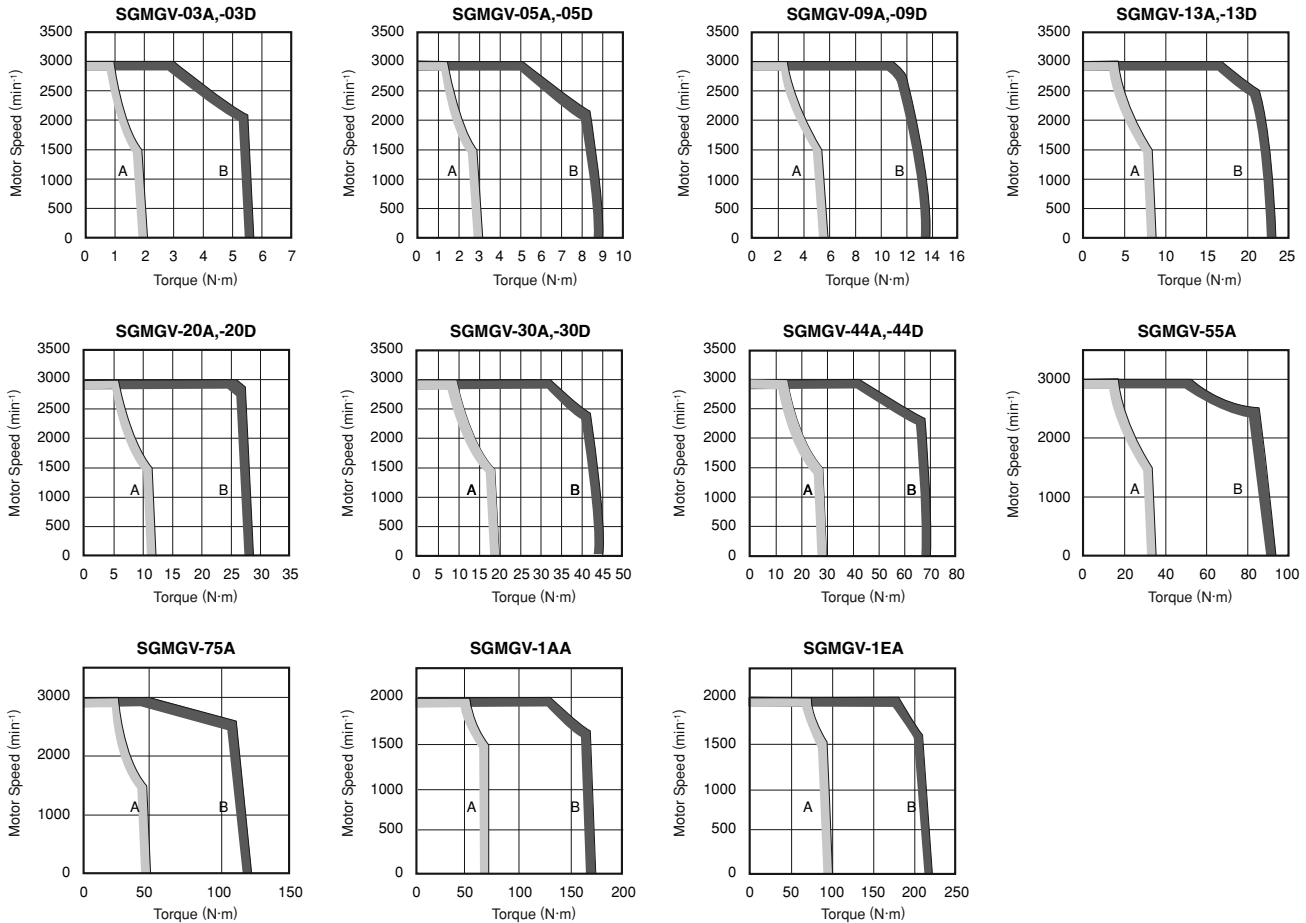 SGMGV-03A,-03D
3500
3000
2500
2000
1500
1000
500
0
Motor Speed (min⁻¹)
A
B
0 1 2 3 4 5 6 7
Torque (N·m)
SGMGV-05A,-05D
3500
3000
2500
2000
1500
1000
500
0
Motor Speed (min⁻¹)
A
B
0 1 2 3 4 5 6 7 8 9 10
Torque (N·m)
SGMGV-09A,-09D
3500
3000
2500
2000
1500
1000
500
0
Motor Speed (min⁻¹)
A
B
0 2 4 6 8 10 12 14 16
Torque (N·m)
SGMGV-13A,-13D
3500
3000
2500
2000
1500
1000
500
0
Motor Speed (min⁻¹)
A
B
0 5 10 15 20 25
Torque (N·m)
SGMGV-20A,-20D
3500
3000
2500
2000
1500
1000
500
0
Motor Speed (min⁻¹)
A
B
0 5 10 15 20 25 30 35
Torque (N·m)
SGMGV-30A,-30D
3500
3000
2500
2000
1500
1000
500
0
Motor Speed (min⁻¹)
A
B
0 5 10 15 20 25 30 35 40 45 50
Torque (N·m)
SGMGV-44A,-44D
3500
3000
2500
2000
1500
1000
500
0
Motor Speed (min⁻¹)
A
B
0 10 20 30 40 50 60 70 80
Torque (N·m)
SGMGV-55A
3000
2000
1000
0
Motor Speed (min⁻¹)
A
B
0 20 40 60 80 100
Torque (N·m)
SGMGV-75A
3000
2000
1000
0
Motor Speed (min⁻¹)
A
B
0 50 100 150
Torque (N·m)
SGMGV-1AA
2000
1500
1000
500
0
Motor Speed (min⁻¹)
A
B
0 50 100 150 200
Torque (N·m)
SGMGV-1EA
2000
1500
1000
500
0
Motor Speed (min⁻¹)
A
B
0 50 100 150 200 250
Torque (N·m)